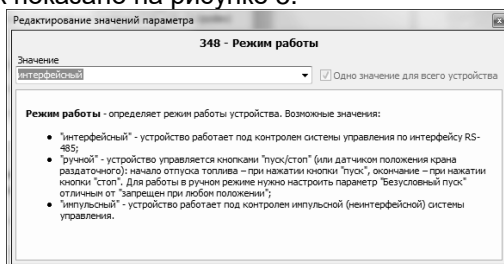 к показано на рисунке 8.
Редактирование значений параметра
348 - Режим работы
Значение
интерфейсный
Одно значение для всего устройства
Режим работы - определяет режим работы устройства. Возможные значения:
• "интерфейсный" - устройство работает под контролем системы управления по интерфейсу RS-
485;
• "ручной" - устройство управляется кнопками "пуск/стоп" (или датчиком положения крана
раздаточного): начало отпуска топлива – при нажатии кнопки "пуск", окончание – при нажатии
кнопки "стоп". Для работы в ручном режиме нужно настроить параметр "Безусловный пуск"
отличным от "запрещен при любом положении";
• "импульсный" - устройство работает под контролем импульсной (неинтерфейсной) системы
управления.